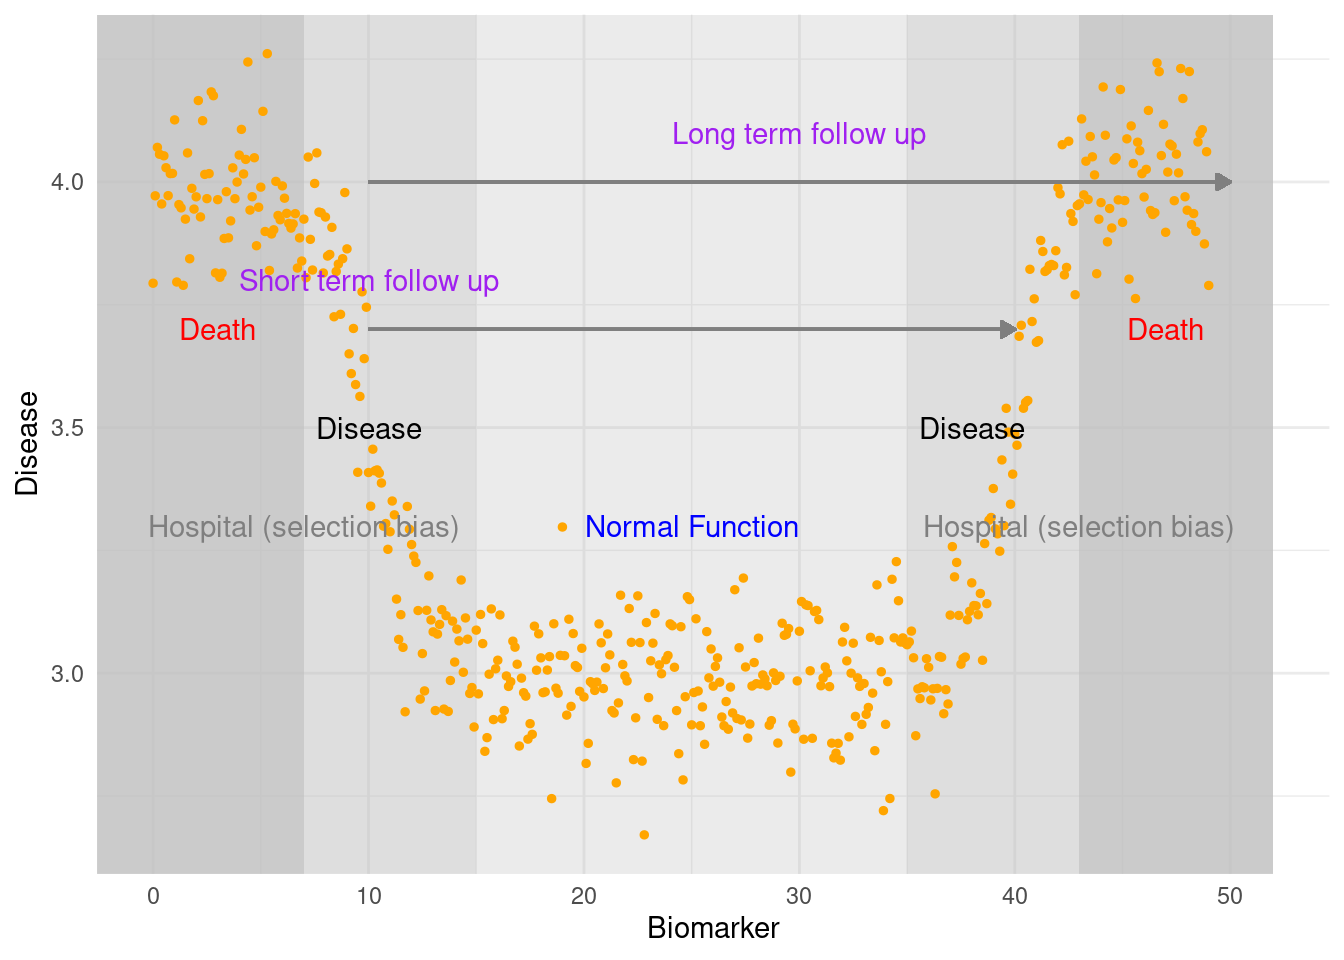 Long term follow up
4.0
Short term follow up
Death
Death
Disease
3.5
Disease
Disease
Hospital (selection bias)
Normal Function
Hospital (selection bias)
3.0
0
10
20
30
40
50
Biomarker